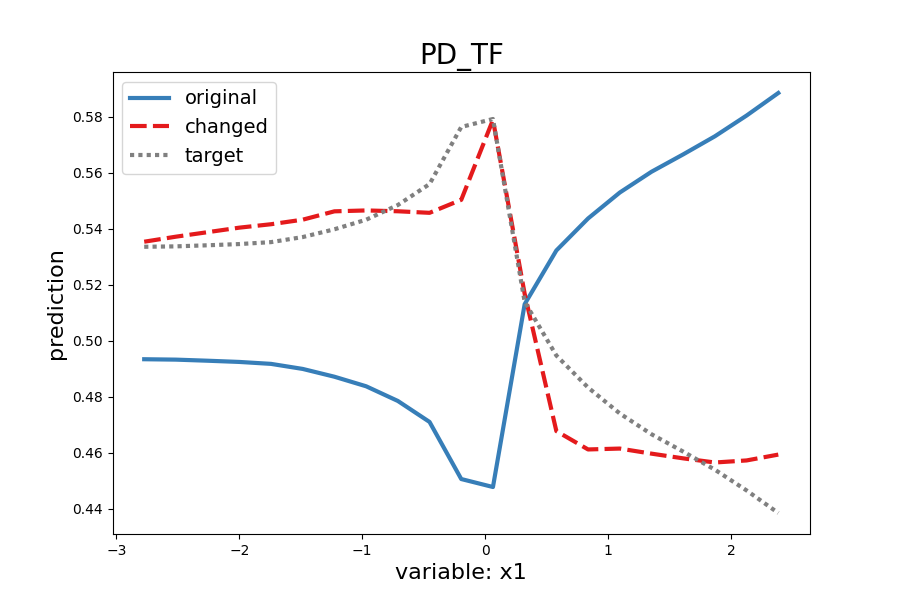 PD_TF
original
changed
target
prediction
0.58
0.56
0.54
0.52
0.50
0.48
0.46
0.44
−3
−2
−1
0
1
2
variable: x1